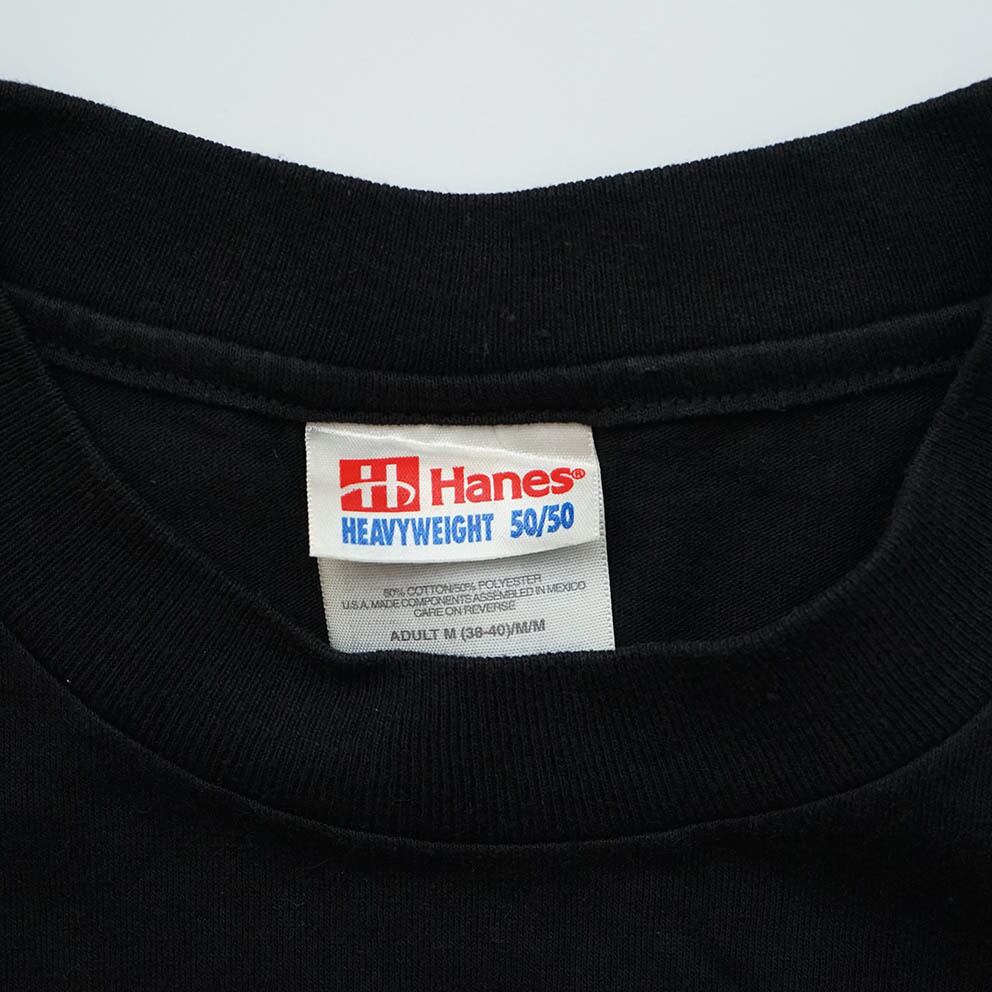 H Hanes®
HEAVYWEIGHT 50/50
50% COTTON/50% POLYESTER
U.S.A. MADE COMPONENTS ASSEMBLED IN MEXICO
CARE ON REVERSE
ADULT M (38-40)/M/M